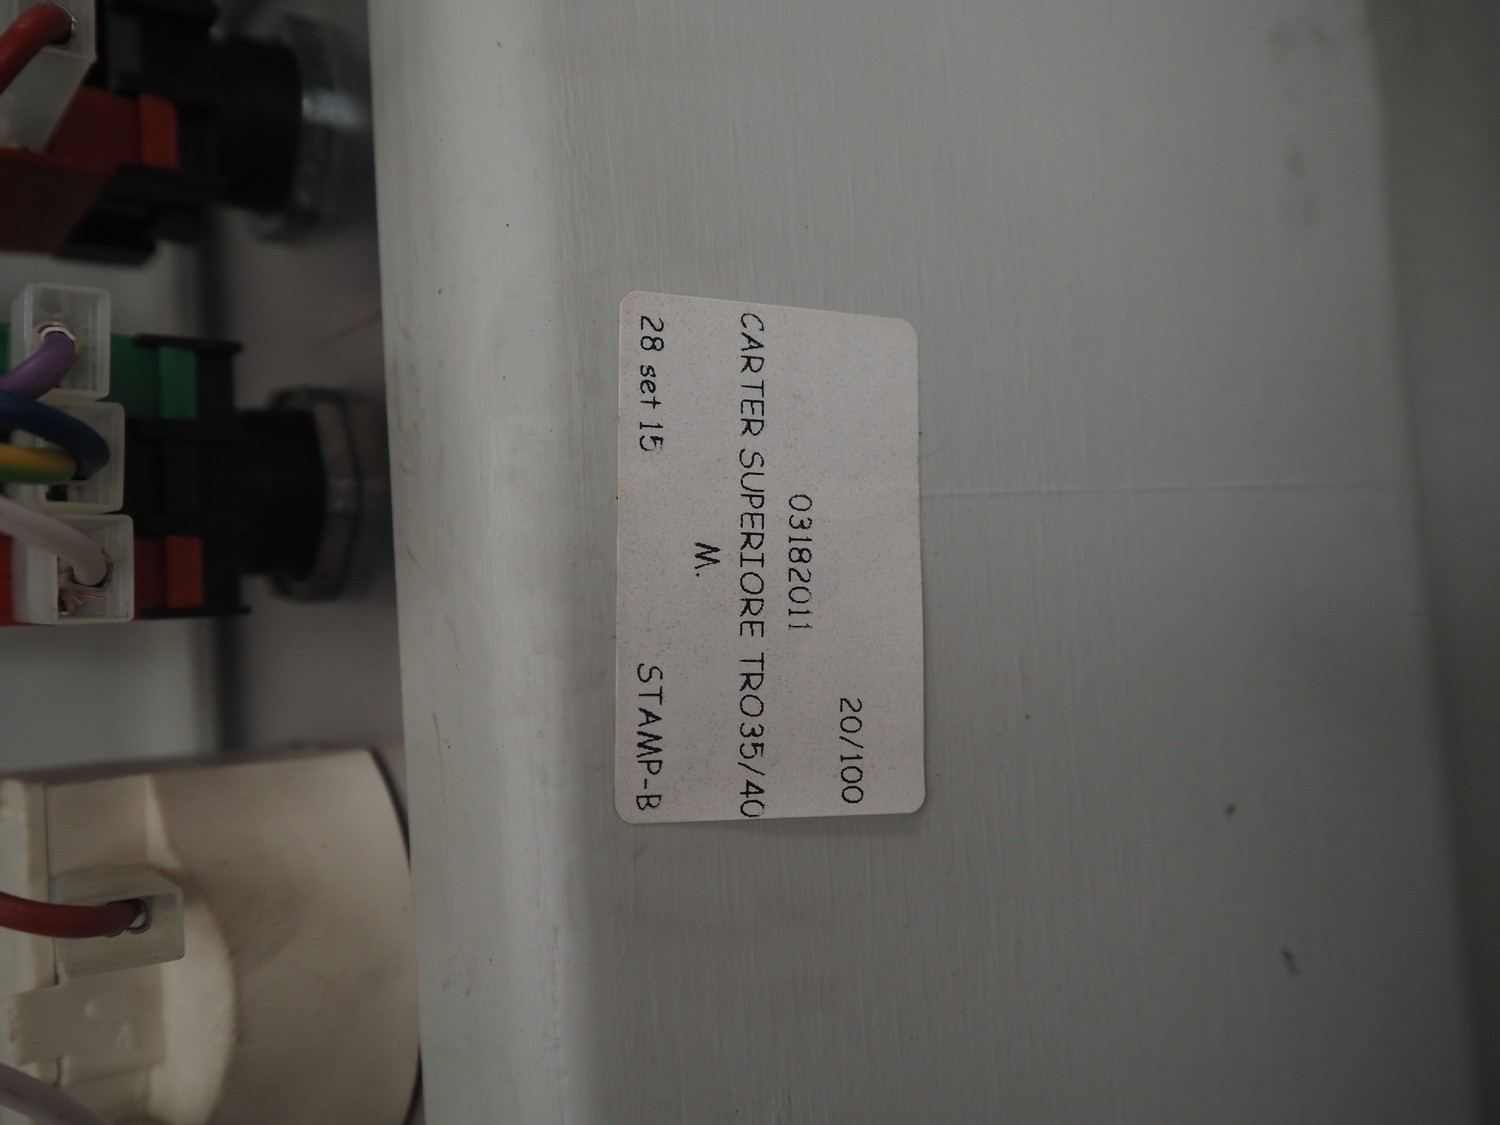 20/100
03182011
CARTER SUPERIORE TRO35/40
M.
28 set 15 STAMP-B